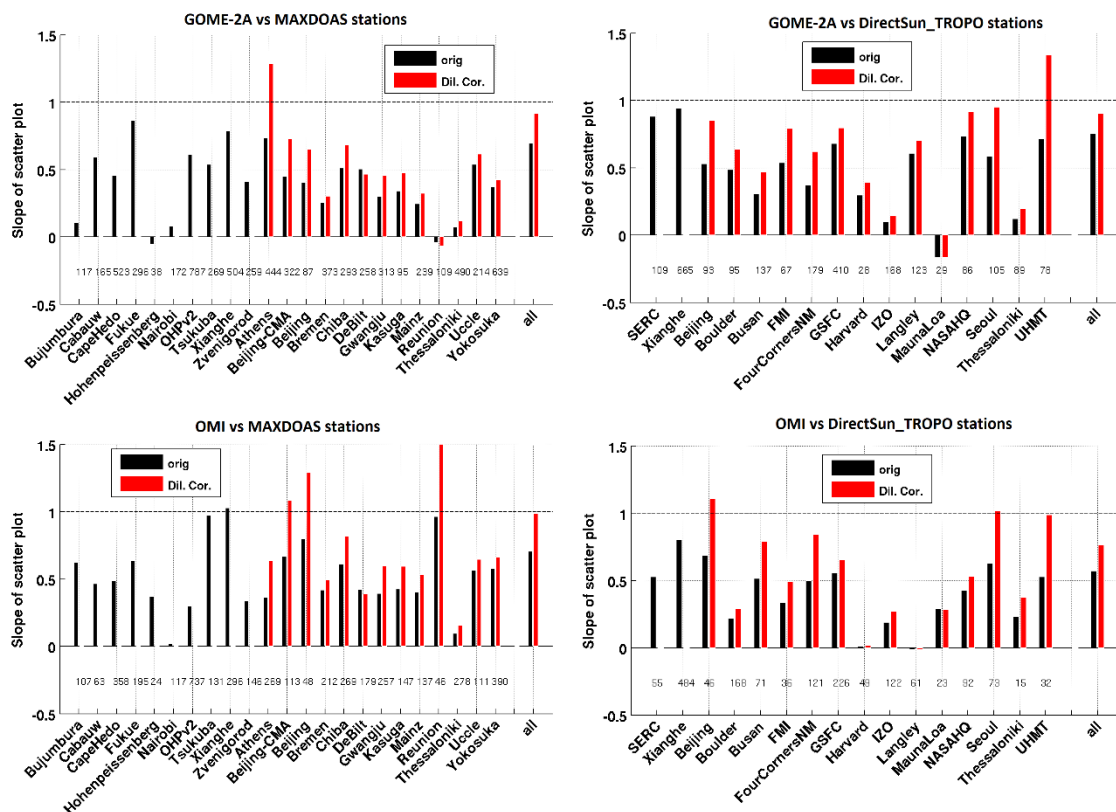 GOME-2A vs MAXDOAS stations
1.5
1
0.5
0
-0.5
Slope of scatter plot
orig
Dil. Cor.
117 165 523 296 38 172 787 269 504 259 444 322 87 373 293 258 313 95 239 109 490 214 639
Bujumbura Cabauw CapeHedo Fukue Hohenpeissenberg Nairobi OHPv2 Tsukuba Xianghe Zvenigorod Athens Beijing-CMA Beijing Bremen Chiba DeBilt Gwangju Kasuga Mainz Reunion Thessaloniki Uccle Yokosuka all
GOME-2A vs DirectSun_TROPO stations
1.5
1
0.5
0
-0.5
Slope of scatter plot
orig
Dil. Cor.
109 665 93 95 137 67 179 410 28 168 123 29 86 105 89 78
SERC Xianghe Beijing Boulder Busan FMI FourCornersNM GSFC Harvard IZO Langley MaunaLoa NASAHQ Seoul Thessaloniki UHMT all
OMI vs MAXDOAS stations
1.5
1
0.5
0
-0.5
Slope of scatter plot
orig
Dil. Cor.
107 63 358 195 24 117 737 131 296 146 269 113 48 212 269 179 257 147 137 46 278 111 390
Bujumbura Cabauw CapeHedo Fukue Hohenpeissenberg Nairobi OHPv2 Tsukuba Xianghe Zvenigorod Athens Beijing-CMA Beijing Bremen Chiba DeBilt Gwangju Kasuga Mainz Reunion Thessaloniki Uccle Yokosuka all
OMI vs DirectSun_TROPO stations
1.5
1
0.5
0
-0.5
Slope of scatter plot
orig
Dil. Cor.
55 484 46 168 71 36 121 226 48 122 61 23 92 73 15 32
SERC Xianghe Beijing Boulder Busan FMI FourCornersNM GSFC Harvard IZO Langley MaunaLoa NASAHQ Seoul Thessaloniki UHMT all